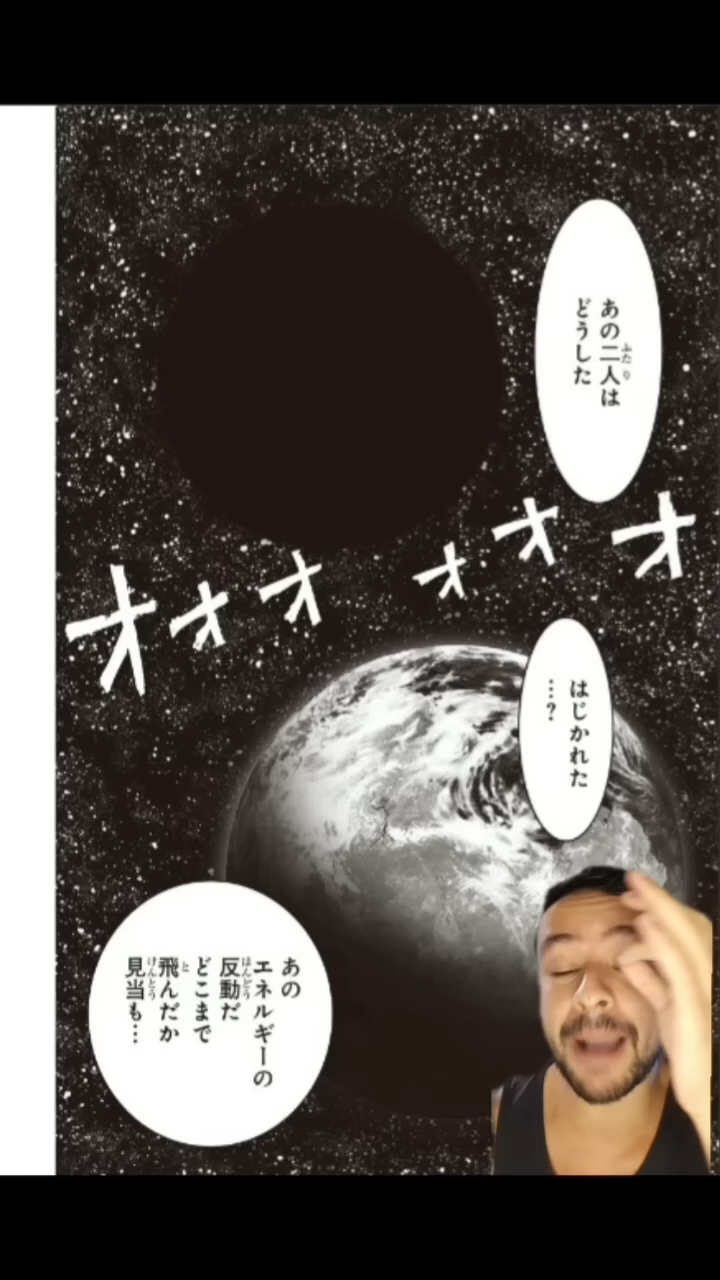 あの二人は
どうした
オオオオオオ
はじかれた
…?
あの
エネルギーの
反動だ
どこまで
飛んだか
見当も…